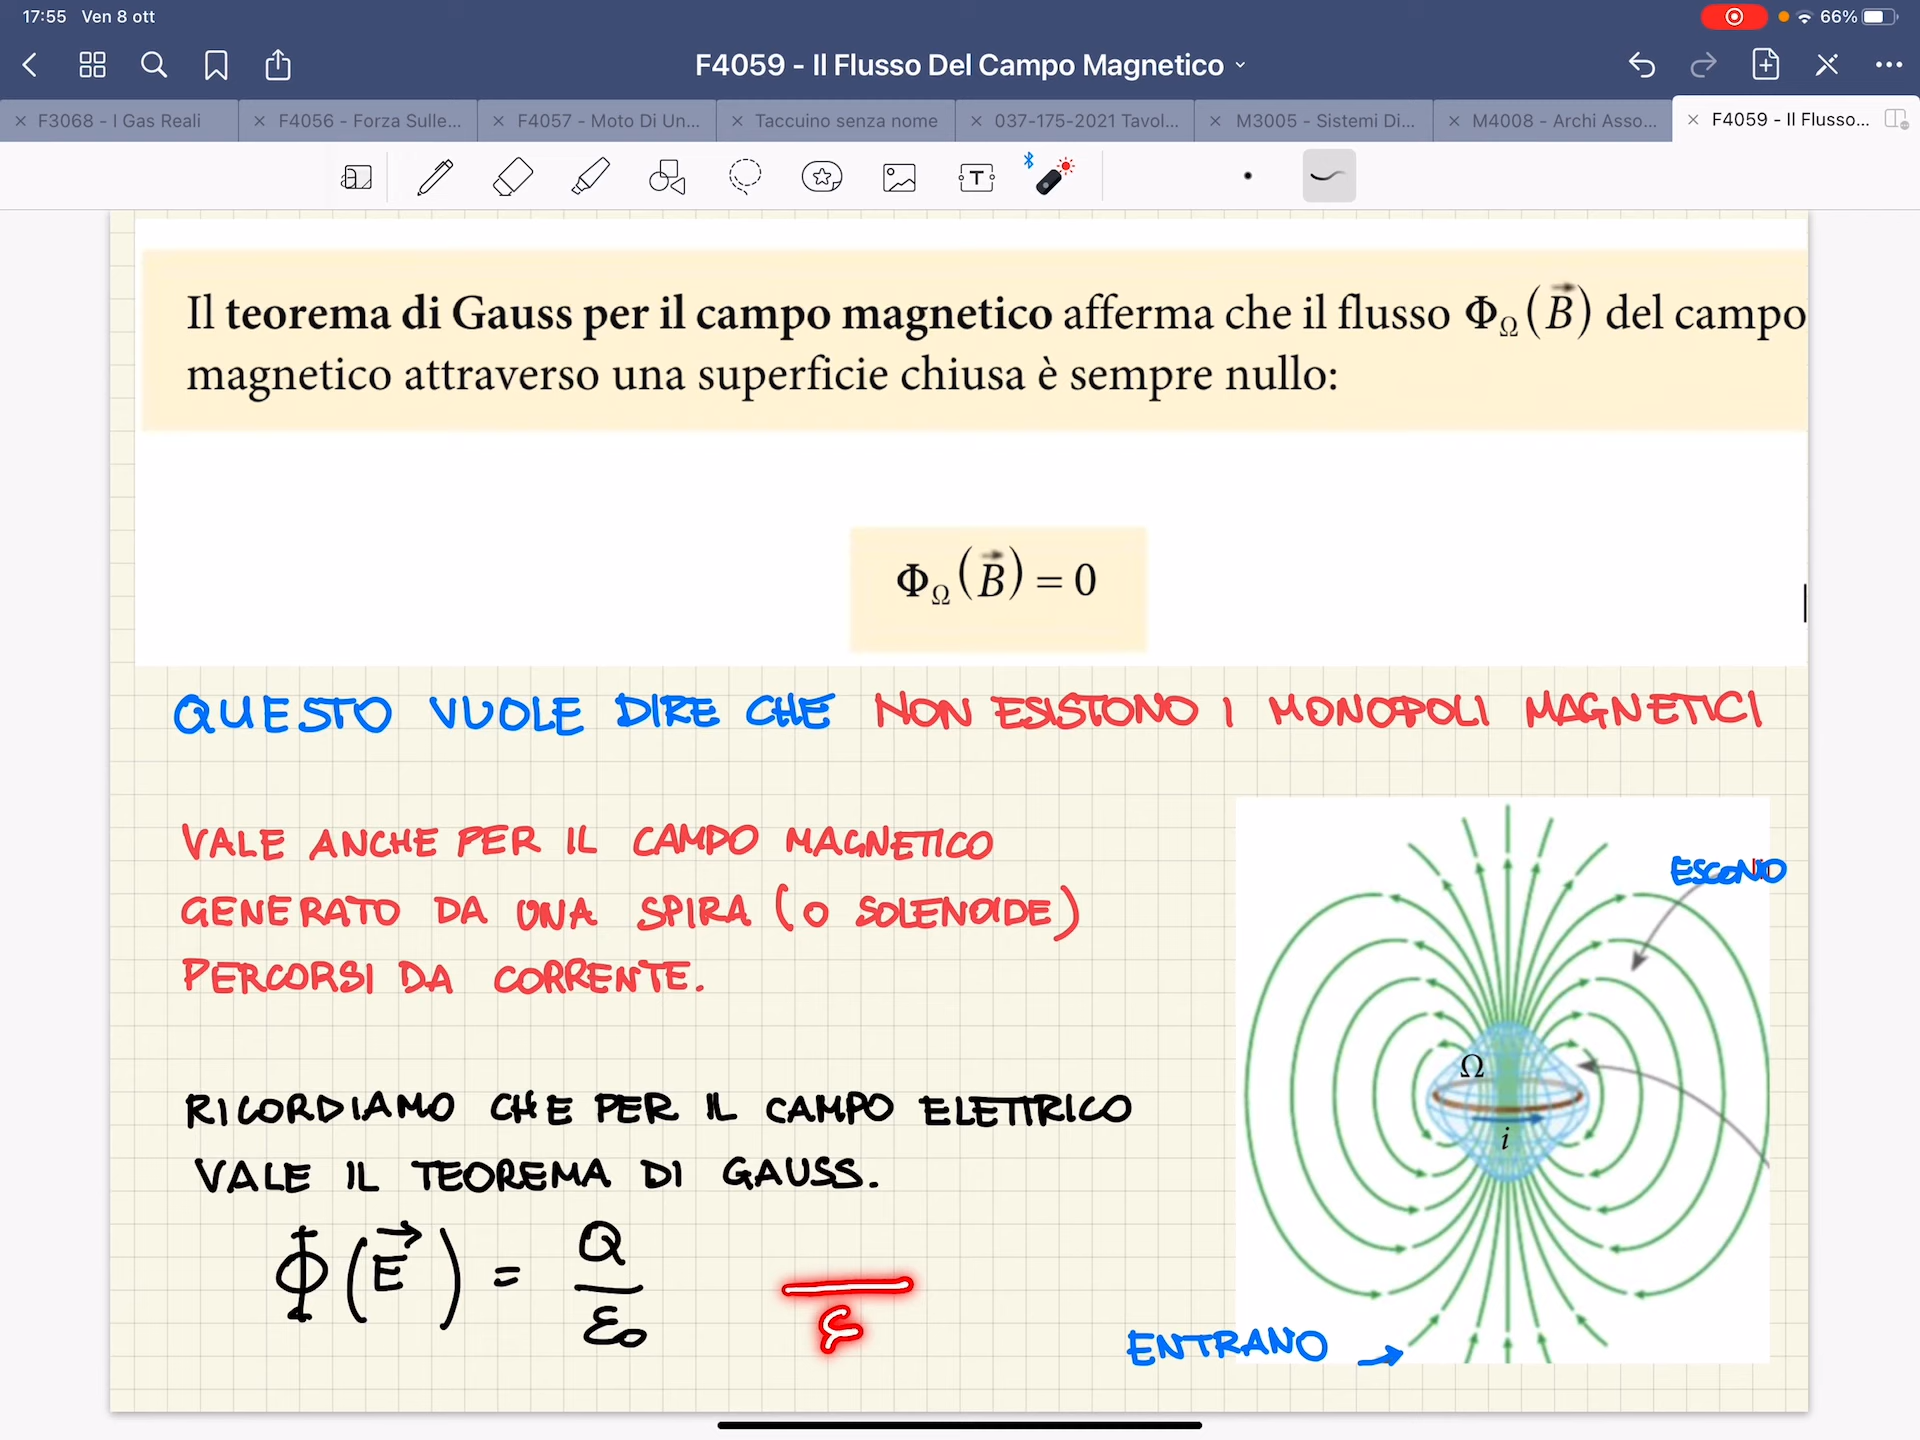 17:55 Ven 8 ott
66%
F4059 - Il Flusso Del Campo Magnetico
F3068 - I Gas Reali
F4056 - Forza Sulle...
F4057 - Moto Di Un...
Taccuino senza nome
037-175-2021 Tavol...
M3005 - Sistemi Di...
M4008 - Archi Asso...
F4059 - Il Flusso...
Il teorema di Gauss per il campo magnetico afferma che il flusso Φ_Ω(B⃗) del campo
magnetico attraverso una superficie chiusa è sempre nullo:
Φ_Ω(B⃗) = 0
QUESTO VUOLE DIRE CHE NON ESISTONO I MONOPOLI MAGNETICI
VALE ANCHE PER IL CAMPO MAGNETICO
GENERATO DA UNA SPIRA (O SOLENOIDE)
PERCORSI DA CORRENTE.
ESCONO
Ω
i
RICORDIAMO CHE PER IL CAMPO ELETTRICO
VALE IL TEOREMA DI GAUSS.
Φ(E⃗) = Q/ε₀
ε
ENTRANO →